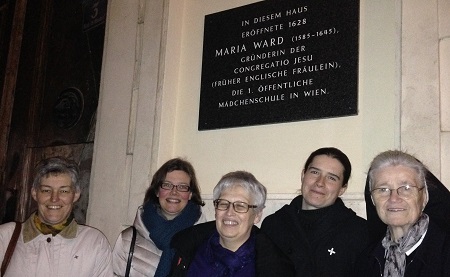 IN DIESEM HAUS
ERÖFFNETE 1628
MARIA WARD (1585-1645),
GRÜNDERIN DER
CONGREGATIO JESU
(FRÜHER ENGLISCHE FRÄULEIN),
DIE 1. ÖFFENTLICHE
MÄDCHENSCHULE IN WIEN.